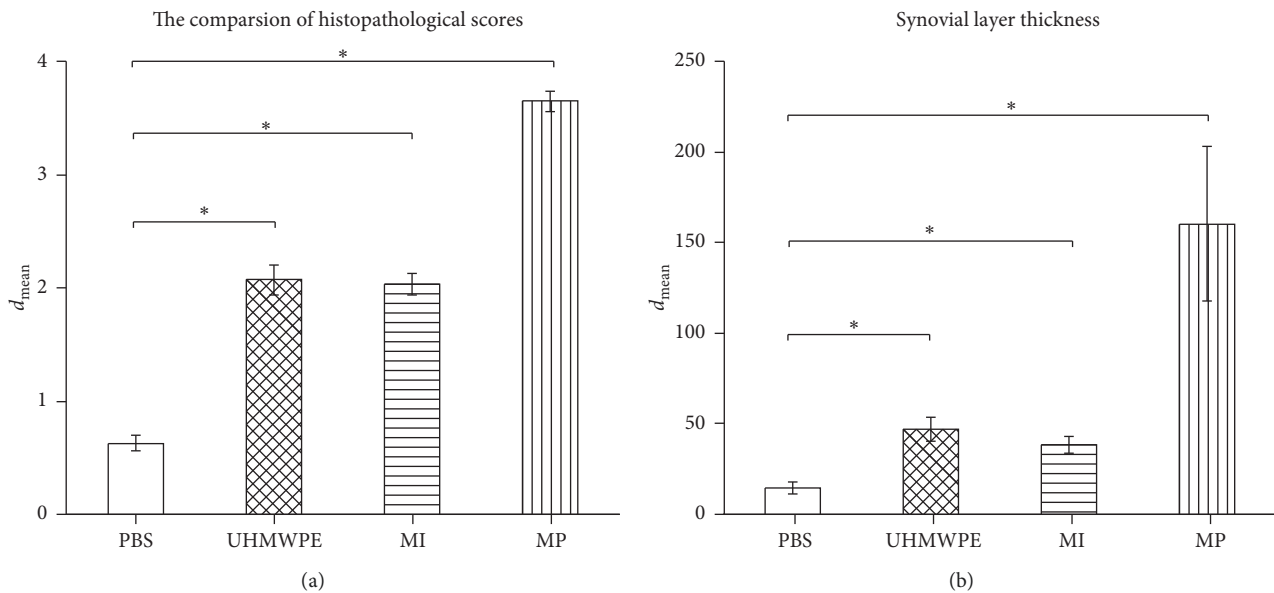 The comparsion of histopathological scores
4
3
2
1
0
d_mean
*
*
*
PBS
UHMWPE
MI
MP
(a)
Synovial layer thickness
250
200
150
100
50
0
d_mean
*
*
*
PBS
UHMWPE
MI
MP
(b)